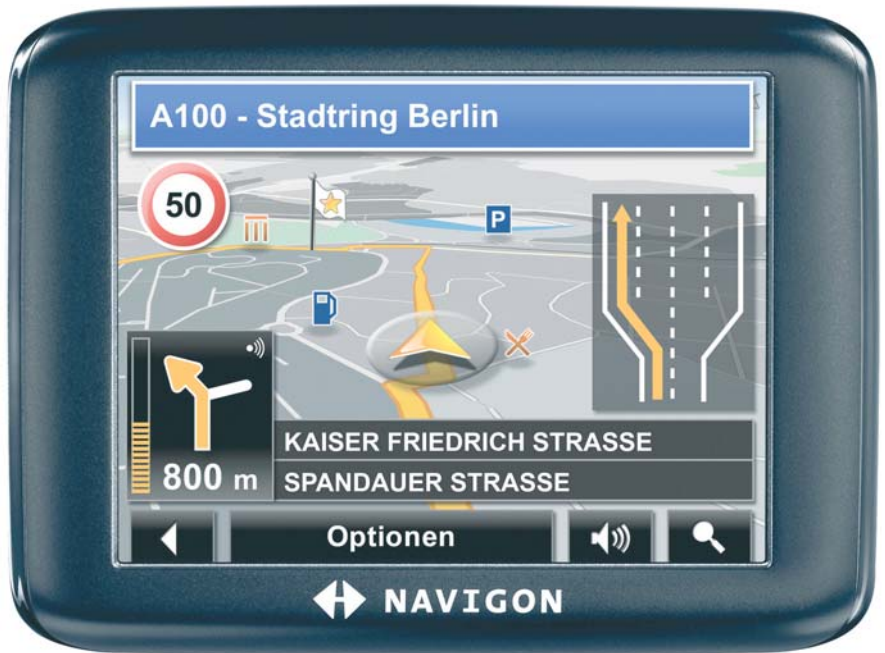 A100 - Stadtring Berlin
50
P
800 m
KAISER FRIEDRICH STRASSE
SPANDAUER STRASSE
Optionen
NAVIGON